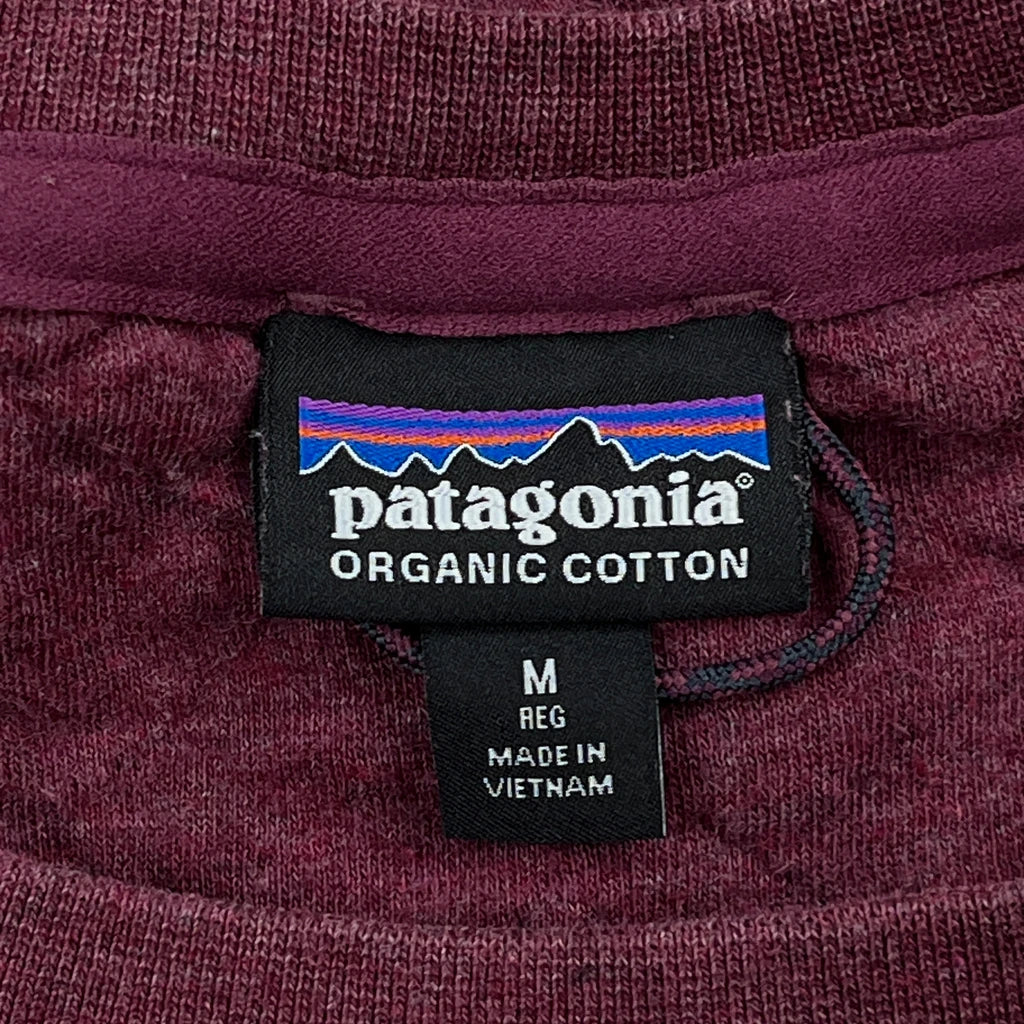 patagonia®
ORGANIC COTTON
M
REG
MADE IN
VIETNAM